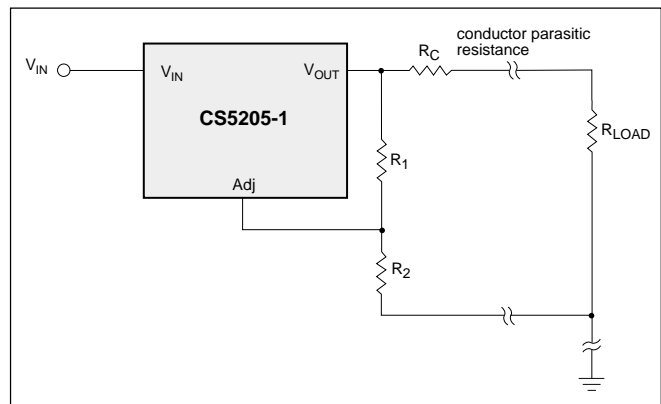 conductor parasitic
resistance
R_C
V_IN
V_IN
V_OUT
CS5205-1
R_LOAD
R_1
Adj
R_2